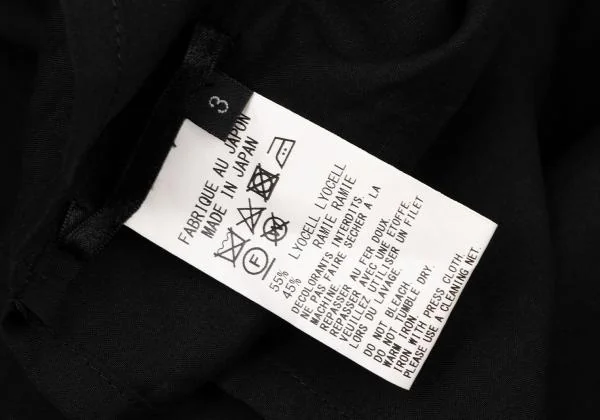 3
FABRIQUE AU JAPON
MADE IN JAPAN
F
W
55% LYOCELL LYOCELL
45% RAMIE RAMIE
DECOLORANTS INTERDITS.
NE PAS FAIRE SECHER A LA
MACHINE.
REPASSER AU FER DOUX.
REPASSER AVEC UNE ETOFFE.
VEUILLEZ UTILISER UN FILET
LORS DU LAVAGE.
DO NOT BLEACH.
DO NOT TUMBLE DRY.
WARM IRON.
IRON WITH PRESS CLOTH.
PLEASE USE A CLEANING NET.